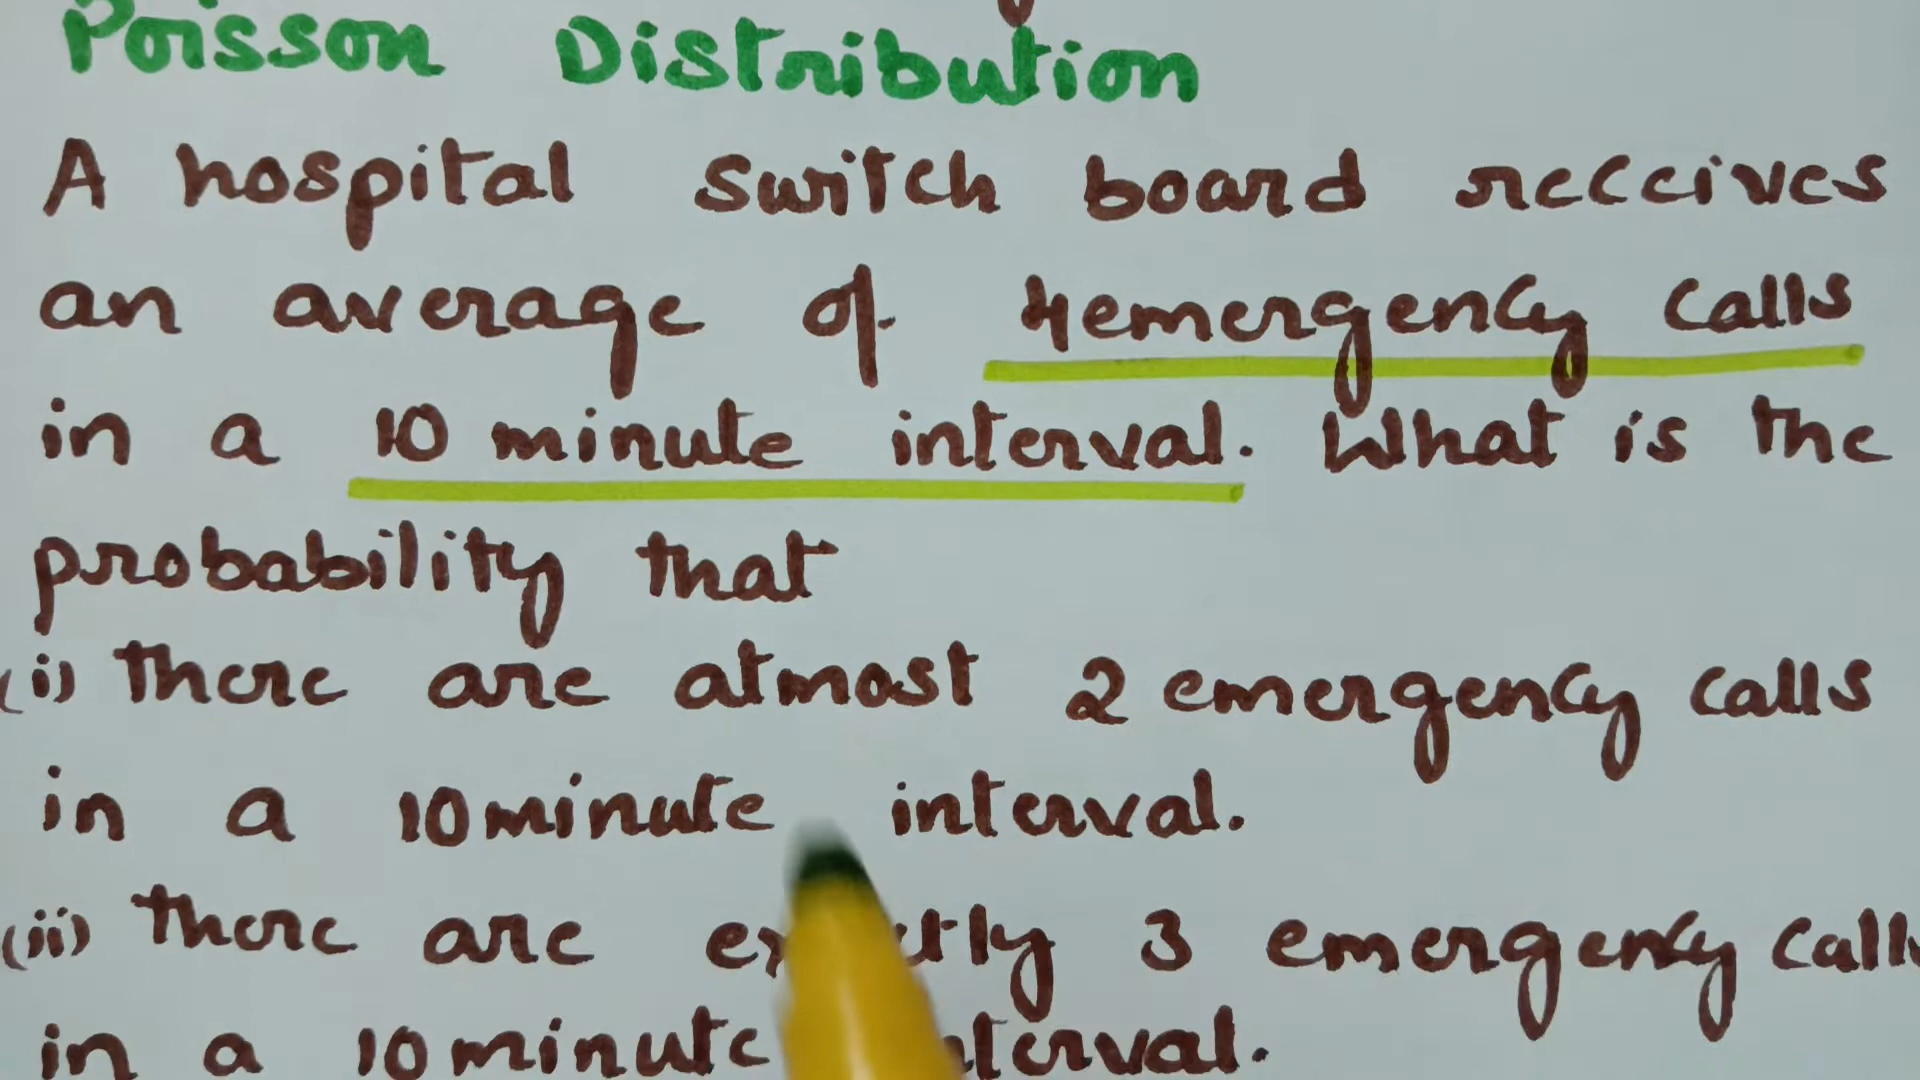 Poisson Distribution
A hospital switch board receives
an average of 4 emergency calls
in a 10 minute interval. What is the
probability that
(i) there are atmost 2 emergency calls
in a 10 minute interval.
(ii) there are 3 emergency calls
in a 10 minute